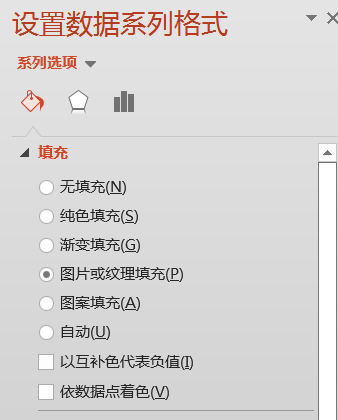 设置数据系列格式
系列选项
填充
无填充(N)
纯色填充(S)
渐变填充(G)
图片或纹理填充(P)
图案填充(A)
自动(U)
以互补色代表负值(I)
依数据点着色(V)